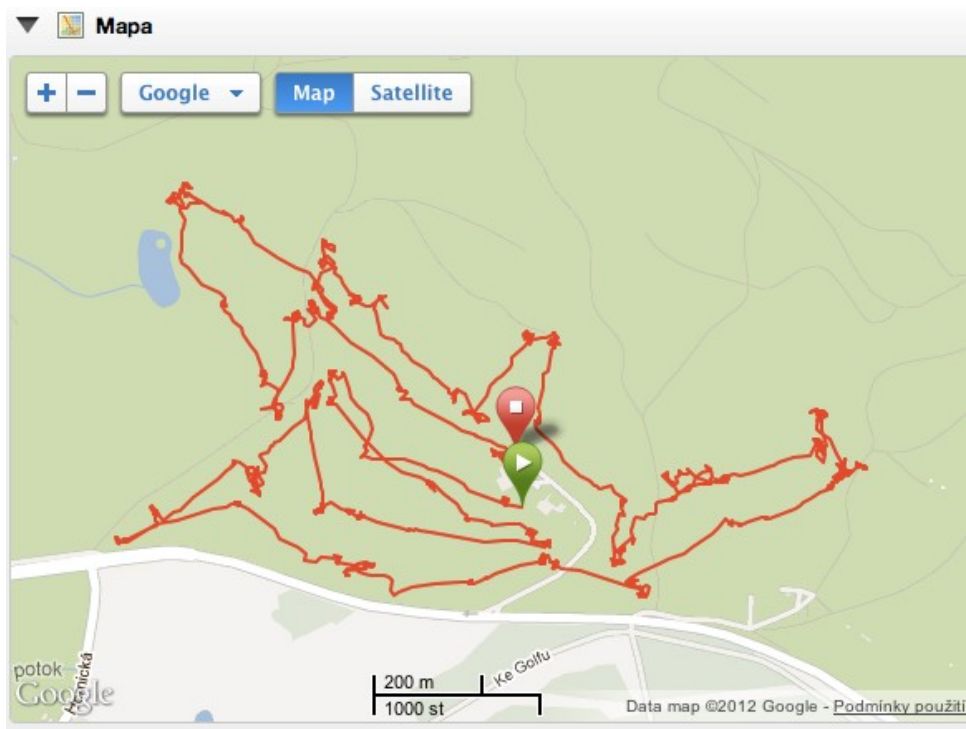 Mapa
+ − Google Map Satellite
potok
Google
Ke Golfu
200 m
1000 st
Data map ©2012 Google - Podmínky použití